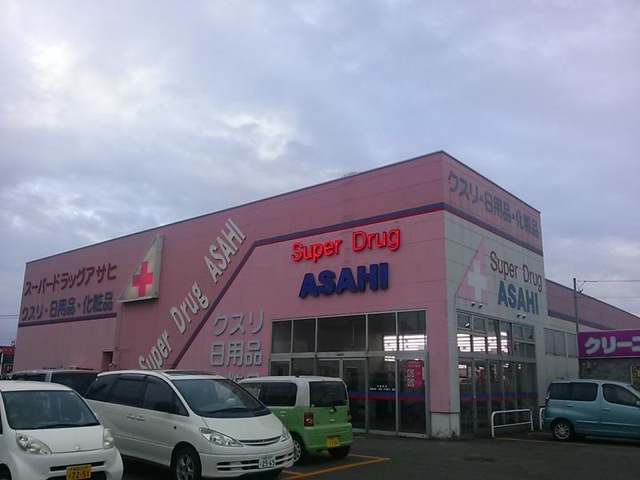 スーパードラッグアサヒ
クスリ・日用品・化粧品
Super Drug ASAHI
クスリ
日用品
Super Drug
ASAHI
クスリ・日用品・化粧品
Super Drug
ASAHI
クリーニ